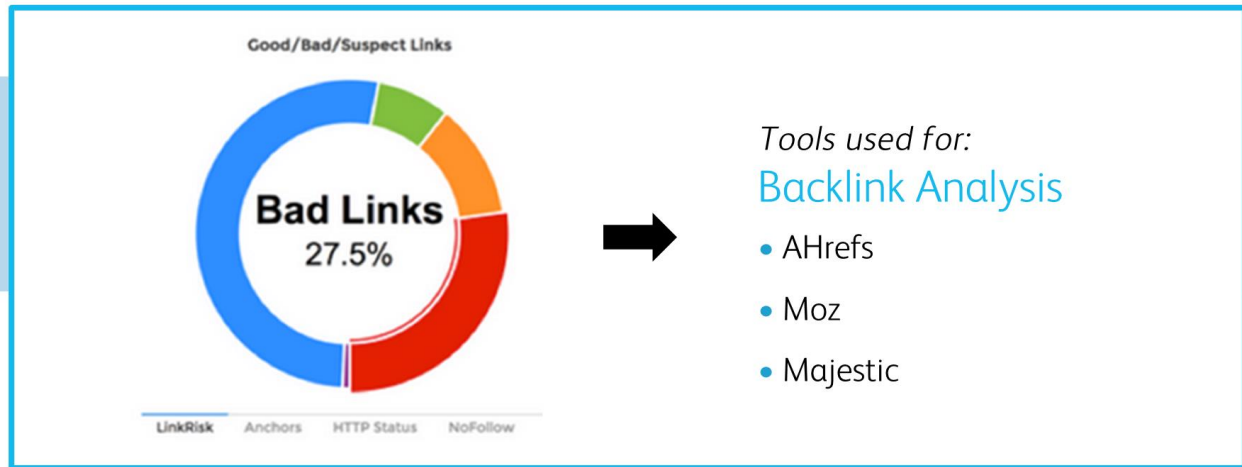 Good/Bad/Suspect Links
Bad Links
27.5%
LinkRisk Anchors HTTP Status NoFollow
Tools used for:
Backlink Analysis
• AHrefs
• Moz
• Majestic